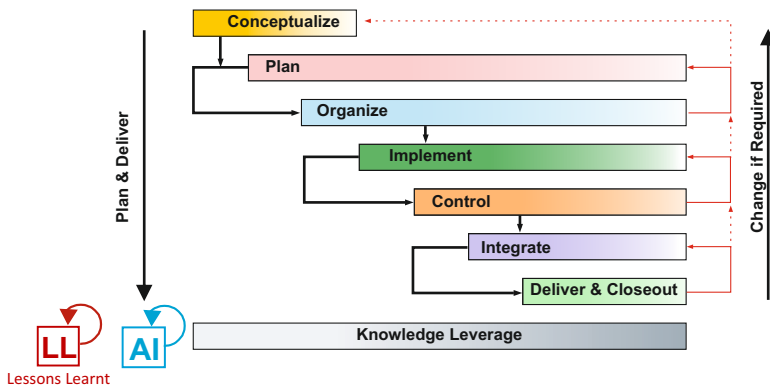 Conceptualize
Plan
Organize
Implement
Control
Integrate
Deliver & Closeout
Knowledge Leverage
Plan & Deliver
Change if Required
LL
AI
Lessons Learnt